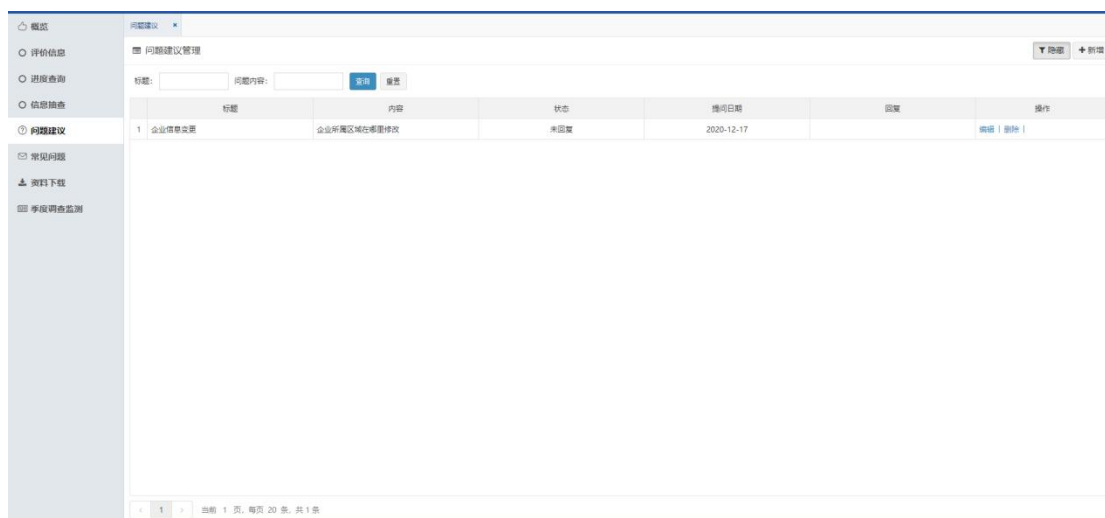 概览
评价信息
进度查询
信息抽查
问题建议
常见问题
资料下载
季度调查监测
问题建议 ×
问题建议管理
隐藏 +新增
标题: 问题内容: 查询 重置
标题 内容 状态 提问日期 回复 操作
1 企业信息变更 企业所属区域在哪里修改 未回复 2020-12-17 编辑 | 删除 |
‹ 1 › 当前 1 页, 每页 20 条, 共 1 条